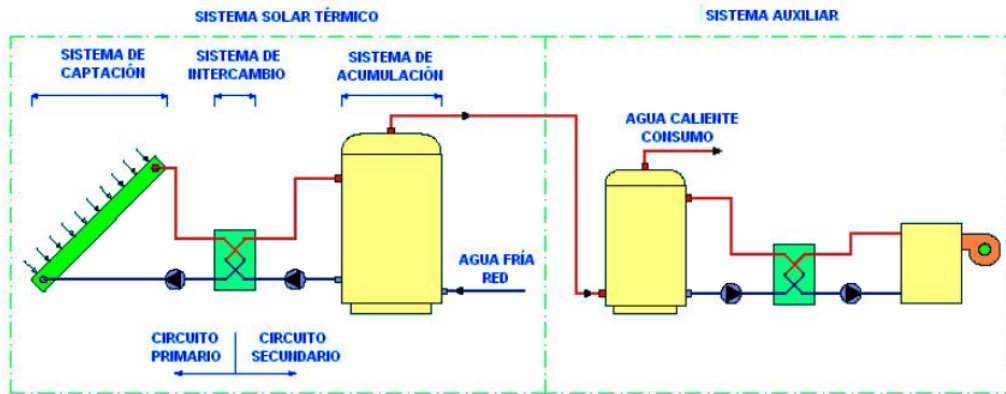 SISTEMA SOLAR TÉRMICO
SISTEMA AUXILIAR
SISTEMA DE
CAPTACIÓN
SISTEMA DE
INTERCAMBIO
SISTEMA DE
ACUMULACIÓN
AGUA CALIENTE
CONSUMO
AGUA FRÍA
RED
CIRCUITO
PRIMARIO
CIRCUITO
SECUNDARIO